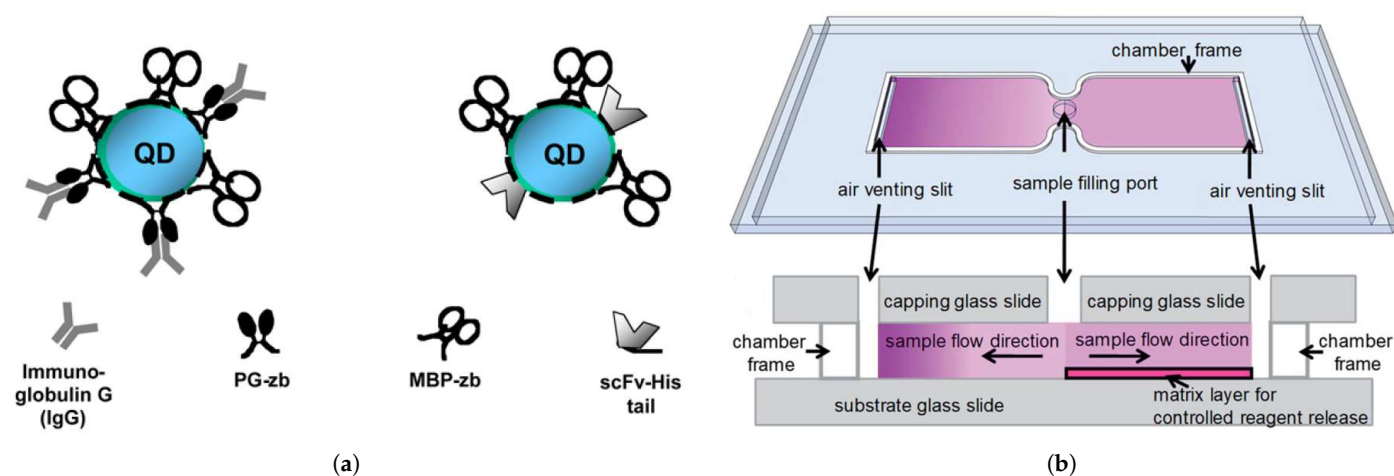 QD
QD
Immuno-
globulin G
(IgG)
PG-zb
MBP-zb
scFv-His
tail
(a)
chamber frame
air venting slit
sample filling port
air venting slit
capping glass slide
capping glass slide
chamber
frame
sample flow direction
sample flow direction
chamber
frame
matrix layer for
controlled reagent release
substrate glass slide
(b)